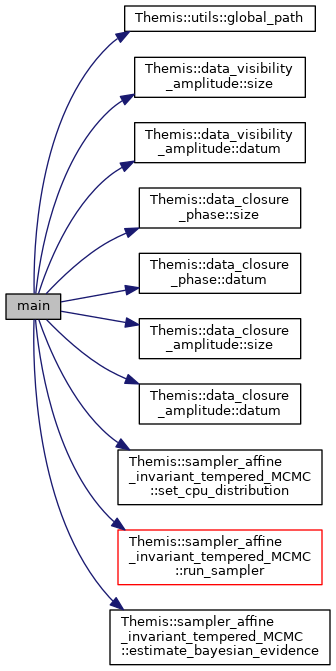 Themis::utils::global_path
Themis::data_visibility
_amplitude::size
Themis::data_visibility
_amplitude::datum
Themis::data_closure
_phase::size
Themis::data_closure
_phase::datum
main
Themis::data_closure
_amplitude::size
Themis::data_closure
_amplitude::datum
Themis::sampler_affine
_invariant_tempered_MCMC
::set_cpu_distribution
Themis::sampler_affine
_invariant_tempered_MCMC
::run_sampler
Themis::sampler_affine
_invariant_tempered_MCMC
::estimate_bayesian_evidence